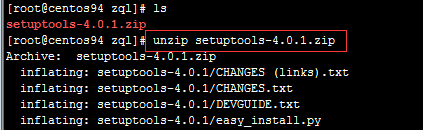 [root@centos94 zql]# ls
setuptools-4.0.1.zip
[root@centos94 zql]# unzip setuptools-4.0.1.zip
Archive:  setuptools-4.0.1.zip
  inflating: setuptools-4.0.1/CHANGES (links).txt
  inflating: setuptools-4.0.1/CHANGES.txt
  inflating: setuptools-4.0.1/DEVGUIDE.txt
  inflating: setuptools-4.0.1/easy_install.py